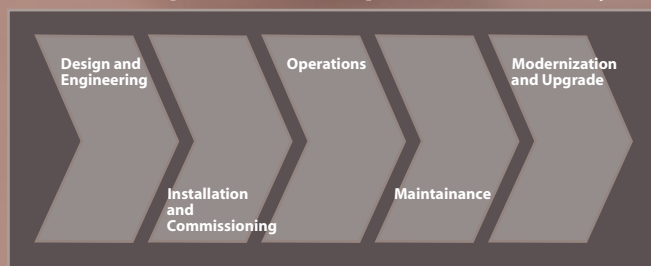 Design and
Engineering
Installation
and
Commissioning
Operations
Maintainance
Modernization
and Upgrade